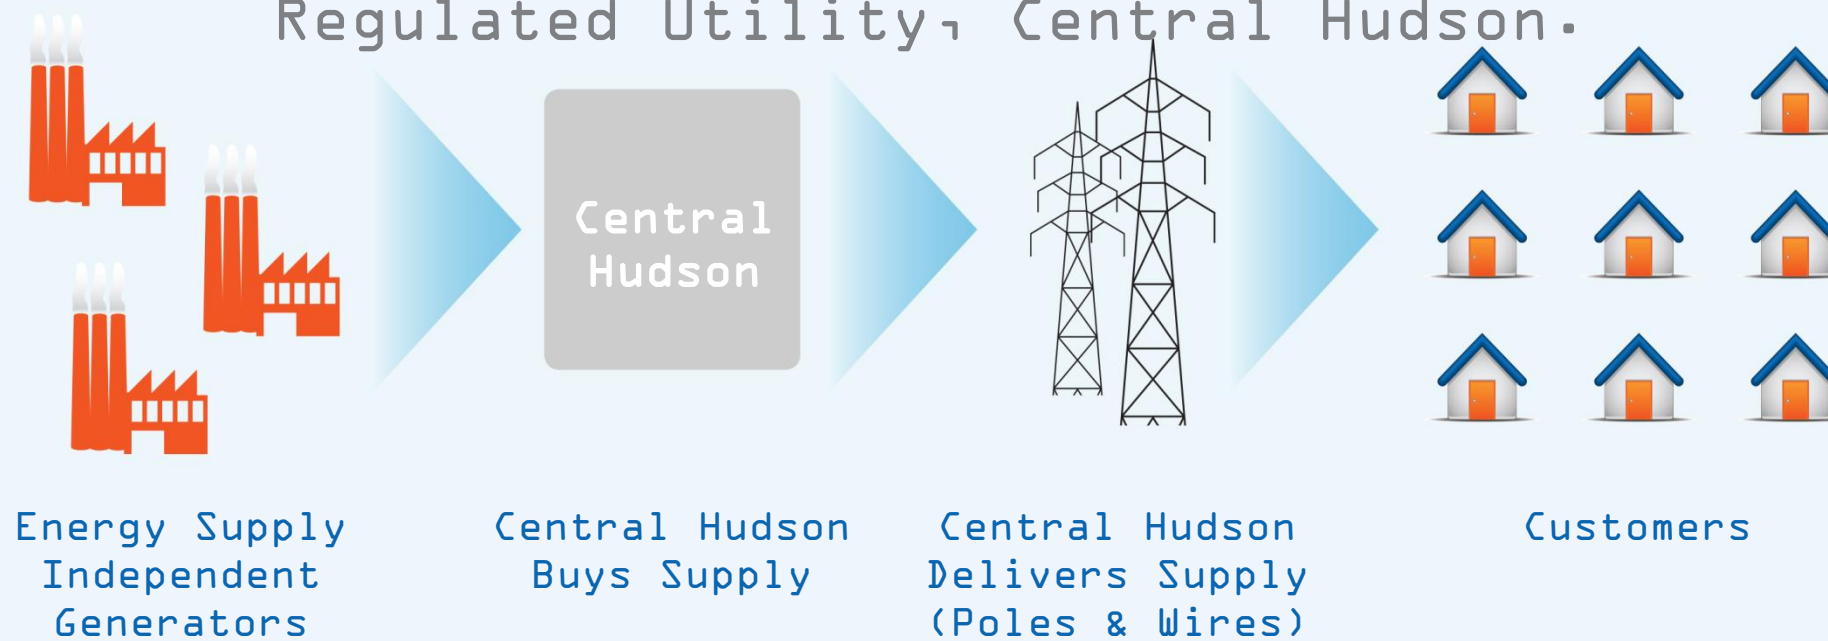 Regulated Utility, Central Hudson.
Central
Hudson
Energy Supply
Independent
Generators
Central Hudson
Buys Supply
Central Hudson
Delivers Supply
(Poles & Wires)
Customers